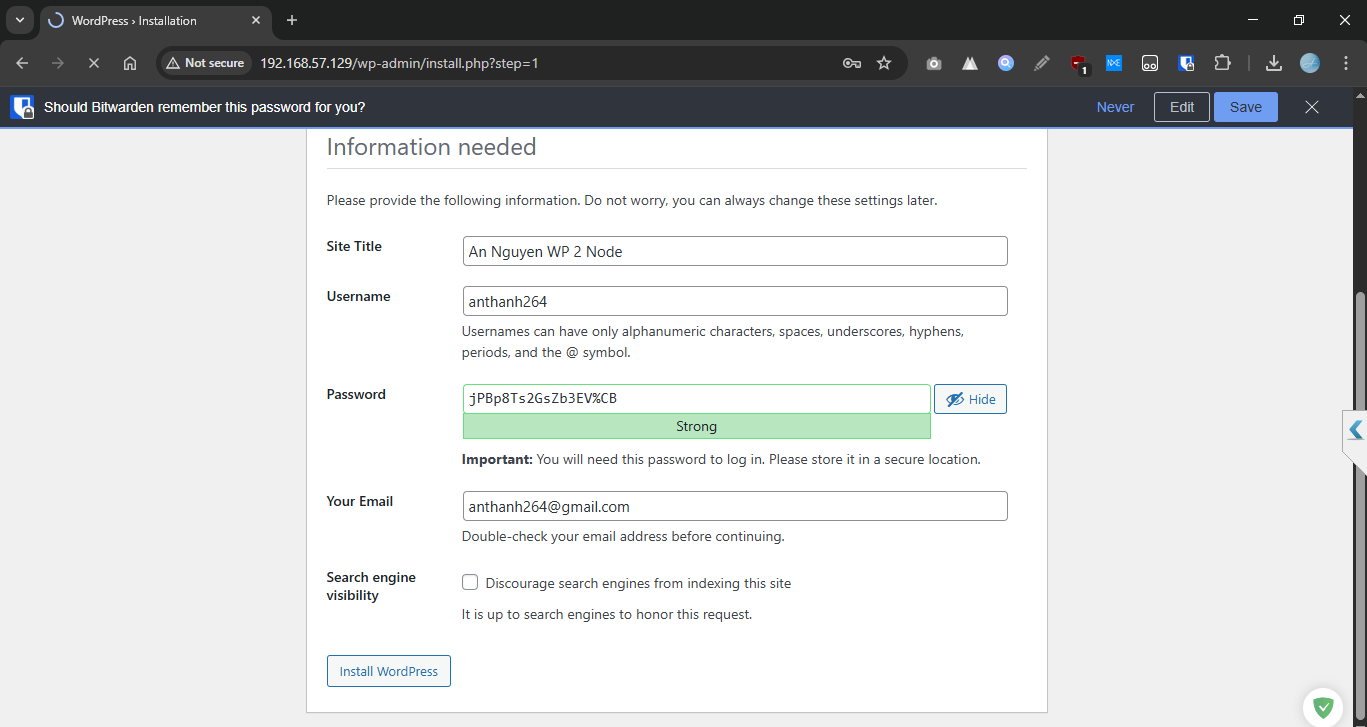 WordPress › Installation
Not secure
192.168.57.129/wp-admin/install.php?step=1
1
Should Bitwarden remember this password for you?
Never
Edit
Save
Information needed
Please provide the following information. Do not worry, you can always change these settings later.
Site Title
An Nguyen WP 2 Node
Username
anthanh264
Usernames can have only alphanumeric characters, spaces, underscores, hyphens,
periods, and the @ symbol.
Password
jPBp8Ts2GsZb3EV%CB
Hide
Strong
Important: You will need this password to log in. Please store it in a secure location.
Your Email
anthanh264@gmail.com
Double-check your email address before continuing.
Search engine
visibility
Discourage search engines from indexing this site
It is up to search engines to honor this request.
Install WordPress